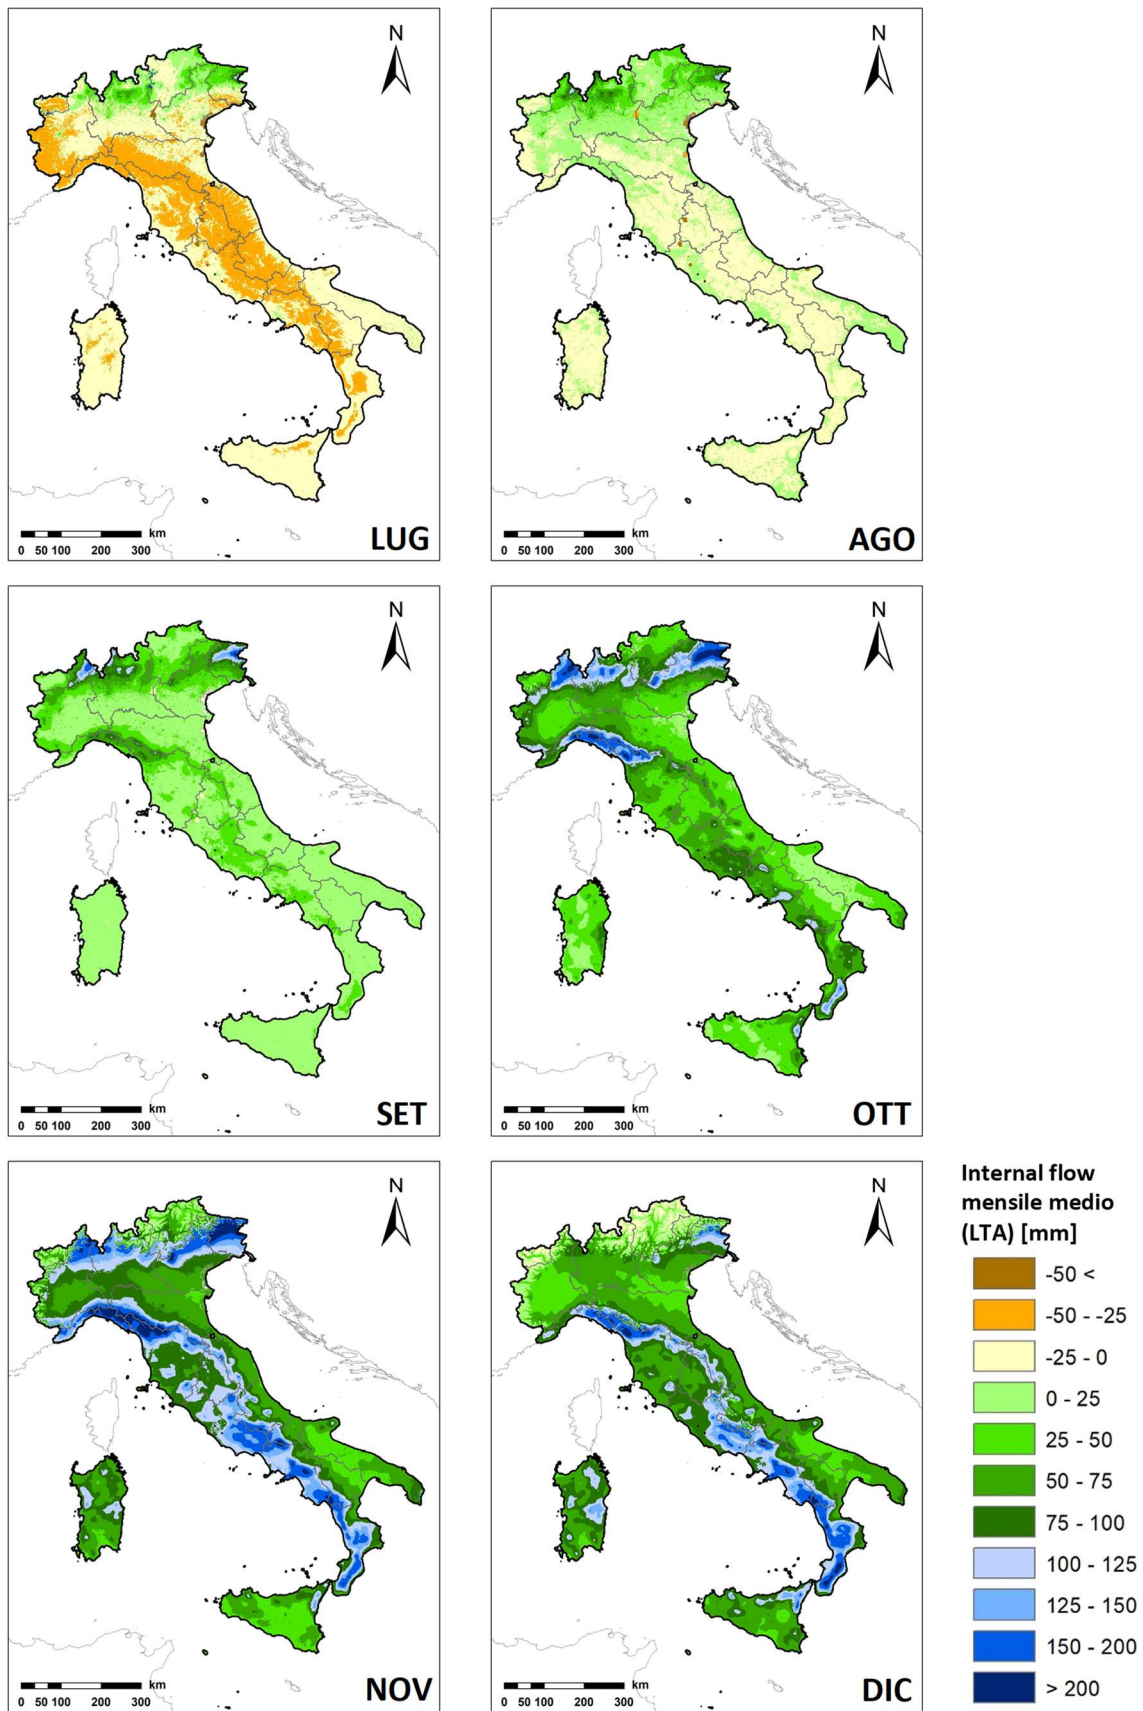 N
N
km
0 50 100 200 300
LUG
km
0 50 100 200 300
AGO
N
N
km
0 50 100 200 300
SET
km
0 50 100 200 300
OTT
N
N
Internal flow
mensile medio
(LTA) [mm]
-50 <
-50 - -25
-25 - 0
0 - 25
25 - 50
50 - 75
75 - 100
100 - 125
125 - 150
150 - 200
> 200
km
0 50 100 200 300
NOV
km
0 50 100 200 300
DIC